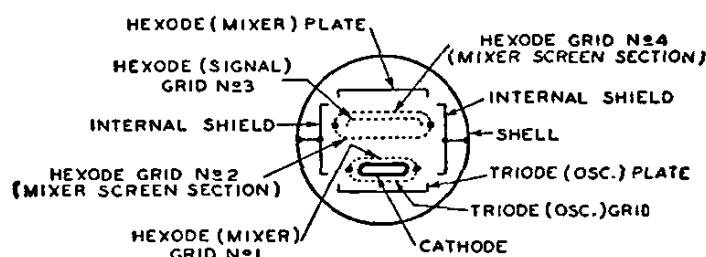 HEXODE (MIXER) PLATE
HEXODE GRID Nº4
(MIXER SCREEN SECTION)
HEXODE (SIGNAL)
GRID Nº3
INTERNAL SHIELD
INTERNAL SHIELD
SHELL
HEXODE GRID Nº2
(MIXER SCREEN SECTION)
TRIODE (OSC.) PLATE
TRIODE (OSC.) GRID
HEXODE (MIXER)
GRID Nº1
CATHODE